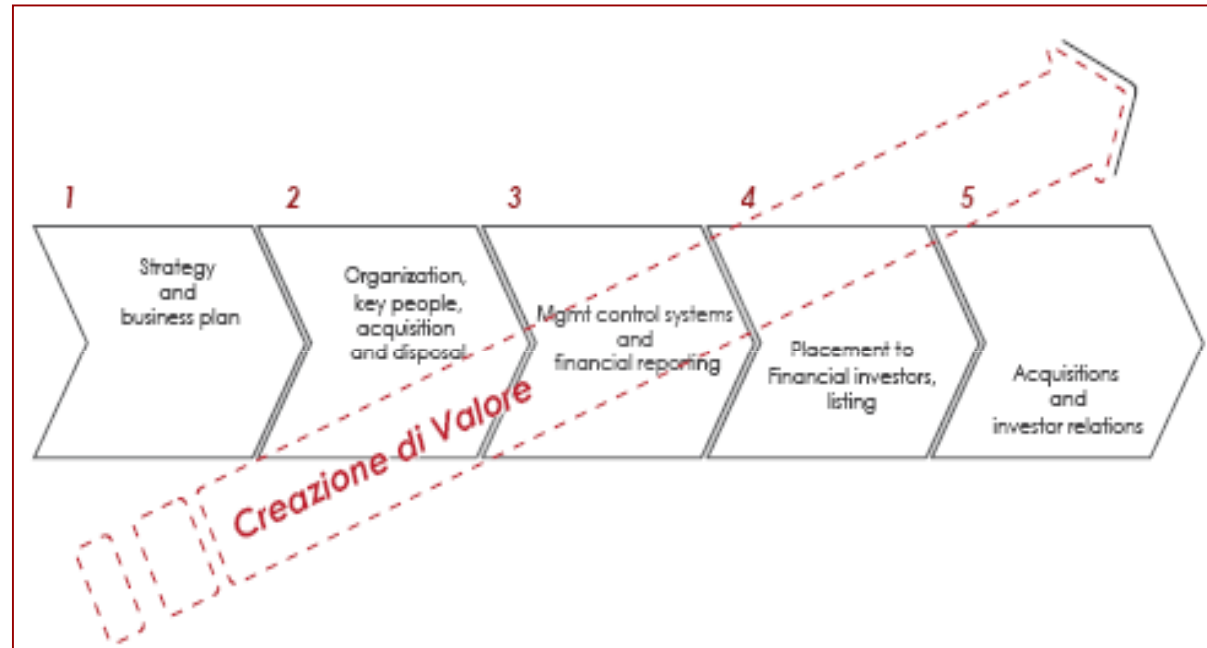 1
Strategy
and
business plan
2
Organization,
key people,
acquisition
and disposal
3
Mgmt control systems
and
financial reporting
4
Placement to
Financial investors,
listing
5
Acquisitions
and
investor relations
Creazione di Valore